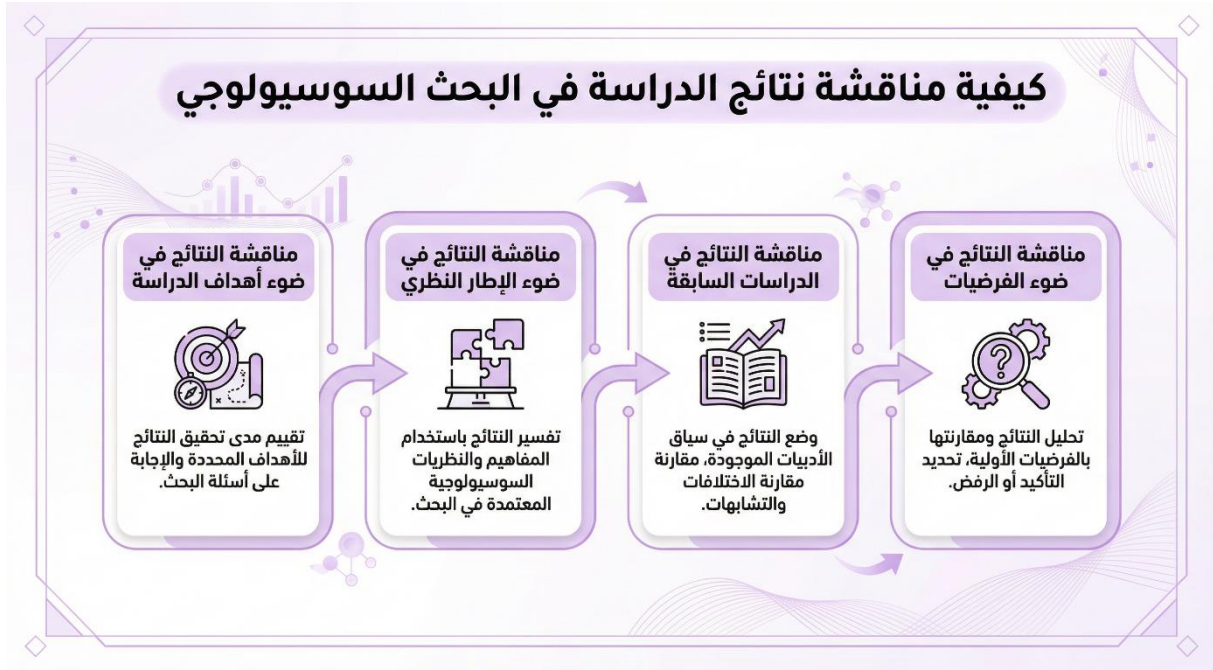 كيفية مناقشة نتائج الدراسة في البحث السوسيولوجي
مناقشة النتائج في
ضوء الفرضيات
تحليل النتائج ومقارنتها
بالفرضيات الأولية، تحديد
التأكيد أو الرفض.
مناقشة النتائج في
الدراسات السابقة
وضع النتائج في سياق
الأدبيات الموجودة، مقارنة
مقارنة الاختلافات
والتشابهات.
مناقشة النتائج في
ضوء الإطار النظري
تفسير النتائج باستخدام
المفاهيم والنظريات
السوسيولوجية
المعتمدة في البحث.
مناقشة النتائج في
ضوء أهداف الدراسة
تقييم مدى تحقيق النتائج
للأهداف المحددة والإجابة
على أسئلة البحث.